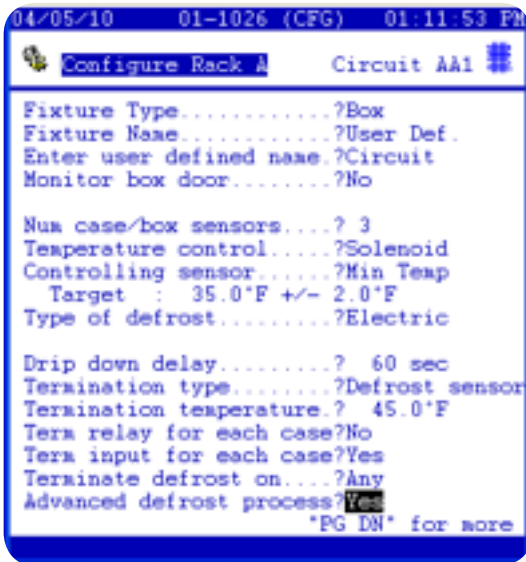 04/05/10 01-1026 (CFG) 01:11:53 PM
Configure Rack A Circuit AA1
Fixture Type............?Box
Fixture Name............?User Def.
Enter user defined name.?Circuit
Monitor box door........?No
Num case/box sensors....? 3
Temperature control.....?Solenoid
Controlling sensor......?Min Temp
Target : 35.0°F +/- 2.0°F
Type of defrost.........?Electric
Drip down delay.........? 60 sec
Termination type........?Defrost sensor
Termination temperature.? 45.0°F
Term relay for each case?No
Term input for each case?Yes
Terminate defrost on....?Any
Advanced defrost process?Yes
"PG DN" for more